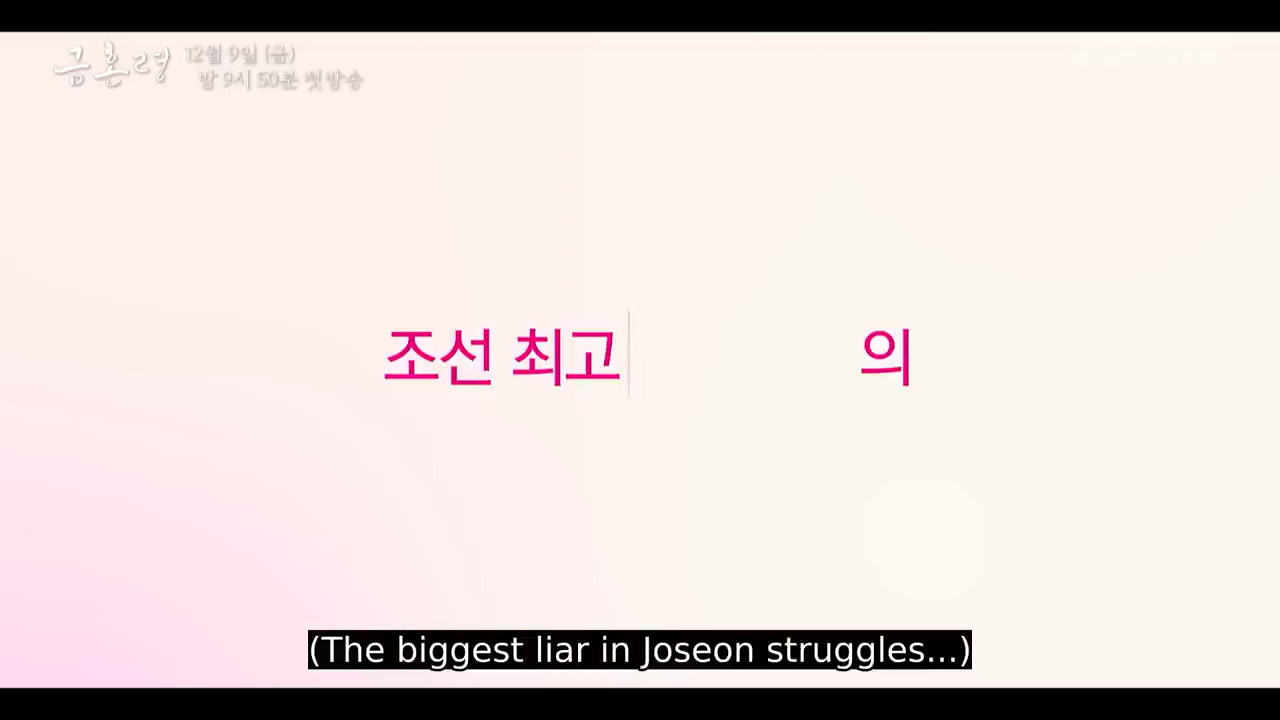 금혼령 12월 9일 (금)
밤 9시 50분 첫방송
조선 최고 의
(The biggest liar in Joseon struggles...)